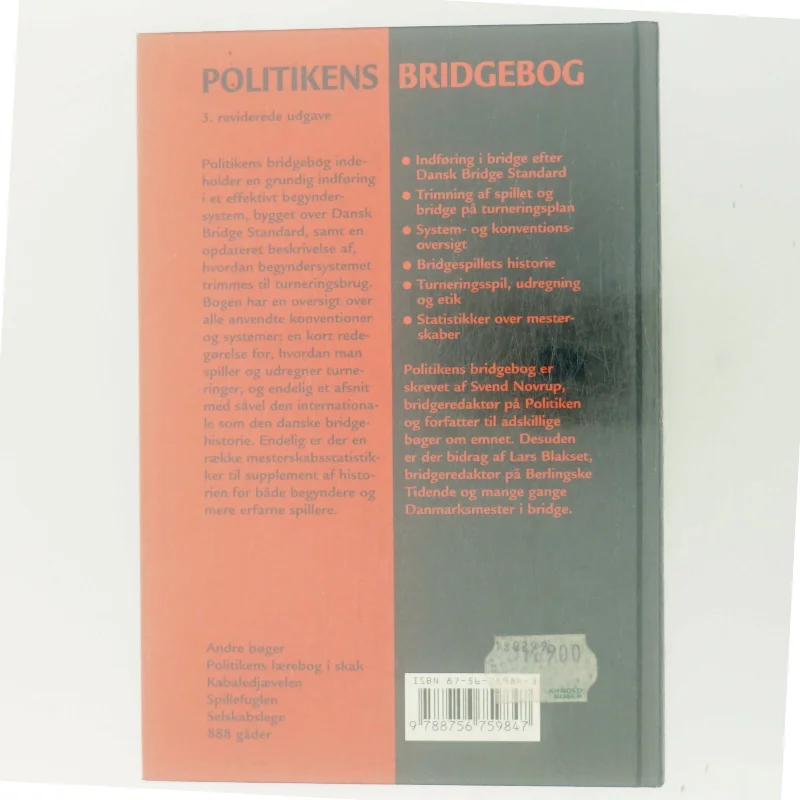 POLITIKENS BRIDGEBOG
3. reviderede udgave
Politikens bridgebog inde-
holder en grundig indføring
i et effektivt begynder-
system, bygget over Dansk
Bridge Standard, samt en
opdateret beskrivelse af,
hvordan begyndersystemet
trimmes til turneringsbrug.
Bogen har en oversigt over
alle anvendte konventioner
og systemer; en kort rede-
gørelse for, hvordan man
spiller og udregner turne-
ringer, og endelig et afsnit
med såvel den internationa-
le som den danske bridge-
historie. Endelig er der en
række mesterskabsstatistik-
ker til supplement af histo-
rien for både begyndere og
mere erfarne spillere.
Andre bøger
Politikens lærebog i skak
Kabaledjævelen
Spillefuglen
Selskabslege
888 gåder
● Indføring i bridge efter
Dansk Bridge Standard
● Trimning af spillet og
bridge på turneringsplan
● System- og konventions-
oversigt
● Bridgespillets historie
● Turneringsspil, udregning
og etik
● Statistikker over mester-
skaber
Politikens bridgebog er
skrevet af Svend Novrup,
bridgeredaktør på Politiken
og forfatter til adskillige
bøger om emnet. Desuden
er der bidrag af Lars Blakset,
bridgeredaktør på Berlingske
Tidende og mange gange
Danmarksmester i bridge.
ARNOLD
BUSCK
ISBN 87-56-
9 788756 759847